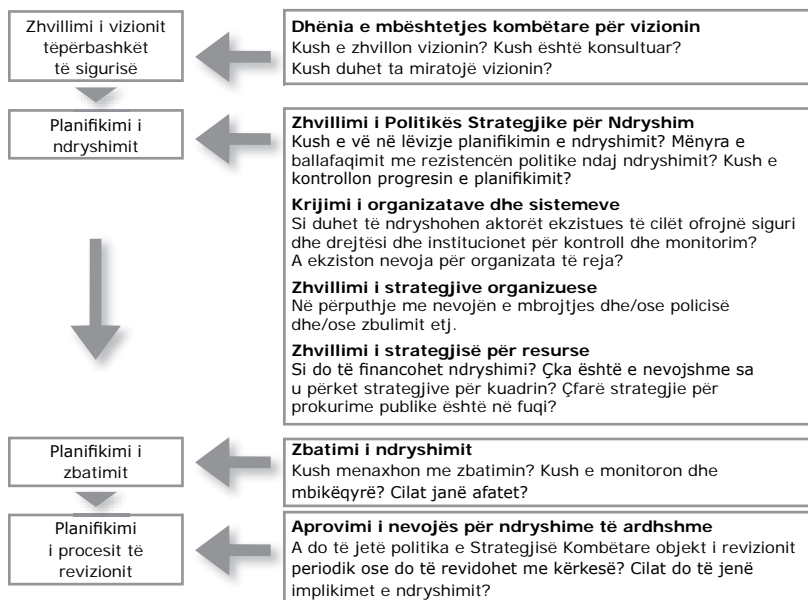 Zhvillimi i vizionit
tëpërbashkët
të sigurisë
Dhënia e mbështetjes kombëtare për vizionin
Kush e zhvillon vizionin? Kush është konsultuar?
Kush duhet ta miratojë vizionin?
Planifikimi i
ndryshimit
Zhvillimi i Politikës Strategjike për Ndryshim
Kush e vë në lëvizje planifikimin e ndryshimit? Mënyra e
ballafaqimit me rezistencën politike ndaj ndryshimit? Kush e
kontrollon progresin e planifikimit?
Krijimi i organizatave dhe sistemeve
Si duhet të ndryshohen aktorët ekzistues të cilët ofrojnë siguri
dhe drejtësi dhe institucionet për kontroll dhe monitorim?
A ekziston nevoja për organizata të reja?
Zhvillimi i strategjive organizuese
Në përputhje me nevojën e mbrojtjes dhe/ose policisë
dhe/ose zbulimit etj.
Zhvillimi i strategjisë për resurse
Si do të financohet ndryshimi? Çka është e nevojshme sa
u përket strategjive për kuadrin? Çfarë strategjie për
prokurime publike është në fuqi?
Planifikimi i
zbatimit
Zbatimi i ndryshimit
Kush menaxhon me zbatimin? Kush e monitoron dhe
mbikëqyrë? Cilat janë afatet?
Planifikimi
i procesit të
revizionit
Aprovimi i nevojës për ndryshime të ardhshme
A do të jetë politika e Strategjisë Kombëtare objekt i revizionit
periodik ose do të revidohet me kërkesë? Cilat do të jenë
implikimet e ndryshimit?